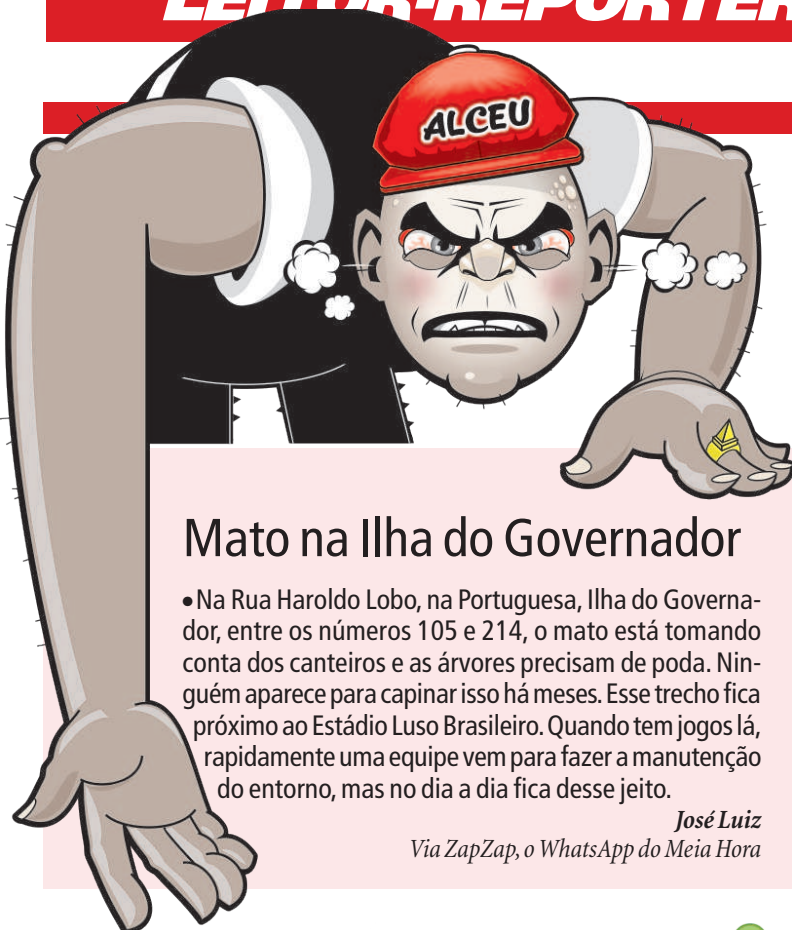 LEITOR-REPÓRTER
ALCEU
Mato na Ilha do Governador
•Na Rua Haroldo Lobo, na Portuguesa, Ilha do Governa-
dor, entre os números 105 e 214, o mato está tomando
conta dos canteiros e as árvores precisam de poda. Nin-
guém aparece para capinar isso há meses. Esse trecho fica
próximo ao Estádio Luso Brasileiro. Quando tem jogos lá,
rapidamente uma equipe vem para fazer a manutenção
do entorno, mas no dia a dia fica desse jeito.
José Luiz
Via ZapZap, o WhatsApp do Meia Hora